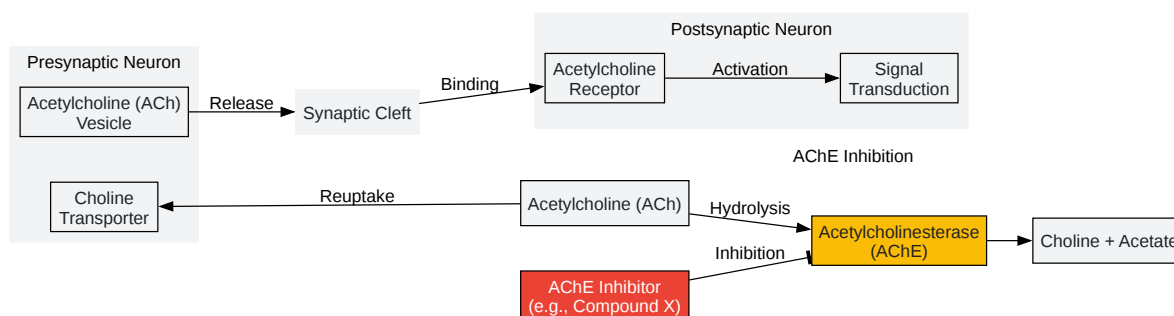 Postsynaptic Neuron
Presynaptic Neuron
Acetylcholine (ACh)
Vesicle
Release
Synaptic Cleft
Binding
Acetylcholine
Receptor
Activation
Signal
Transduction
AChE Inhibition
Choline
Transporter
Reuptake
Acetylcholine (ACh)
Hydrolysis
Acetylcholinesterase
(AChE)
Choline + Acetate
Inhibition
AChE Inhibitor
(e.g., Compound X)